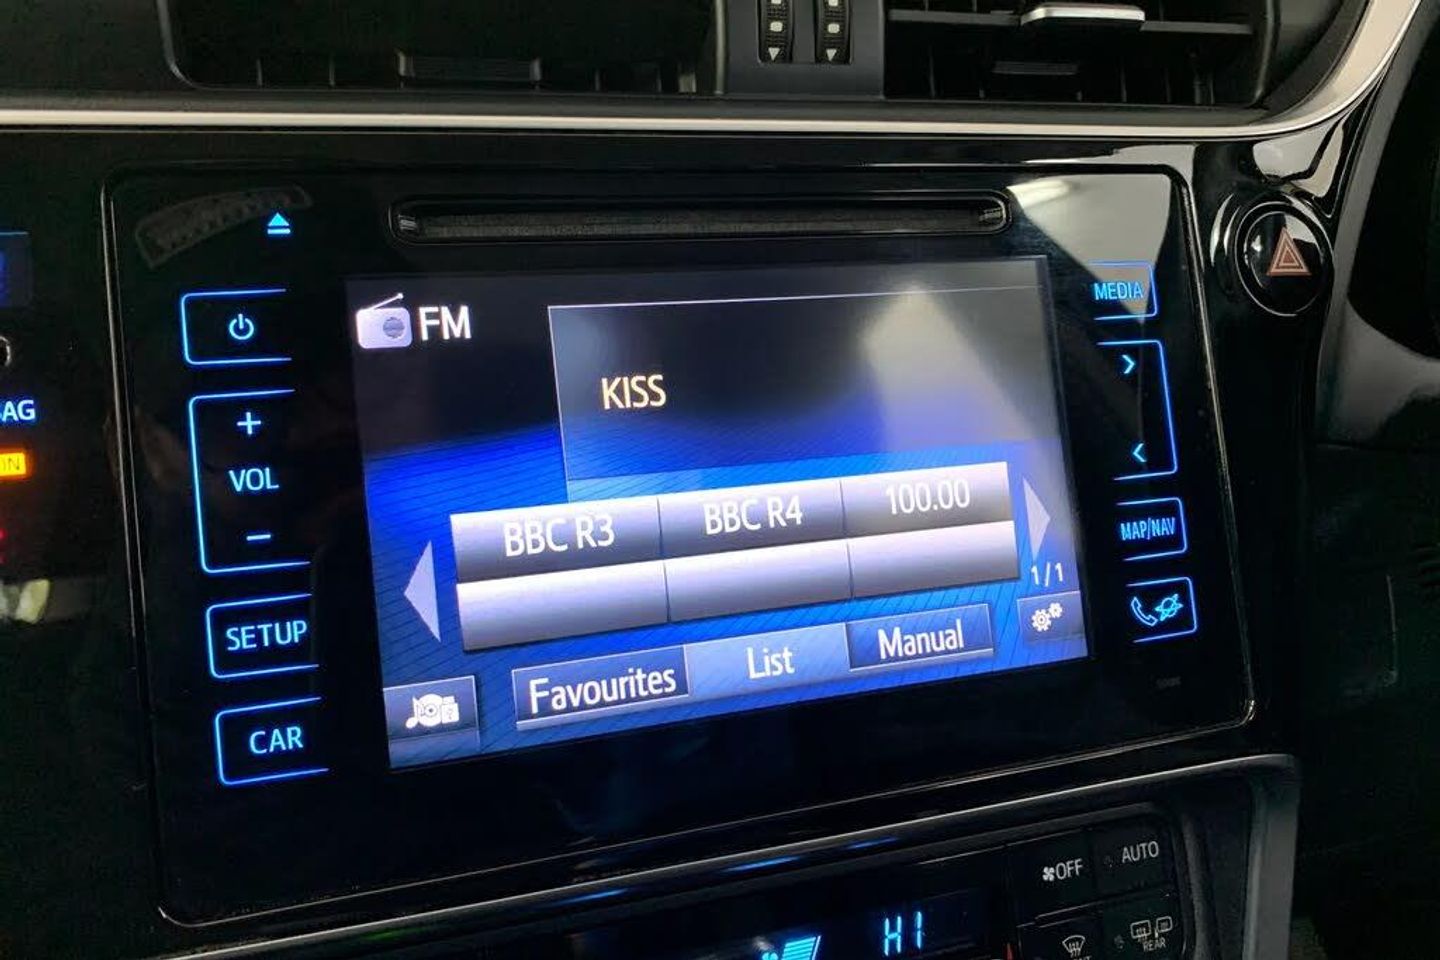 FM
KISS
BBC R3
BBC R4
100.00
1/1
Favourites
List
Manual
VOL
SETUP
CAR
MEDIA
MAP/NAV
OFF
AUTO
REAR
HI